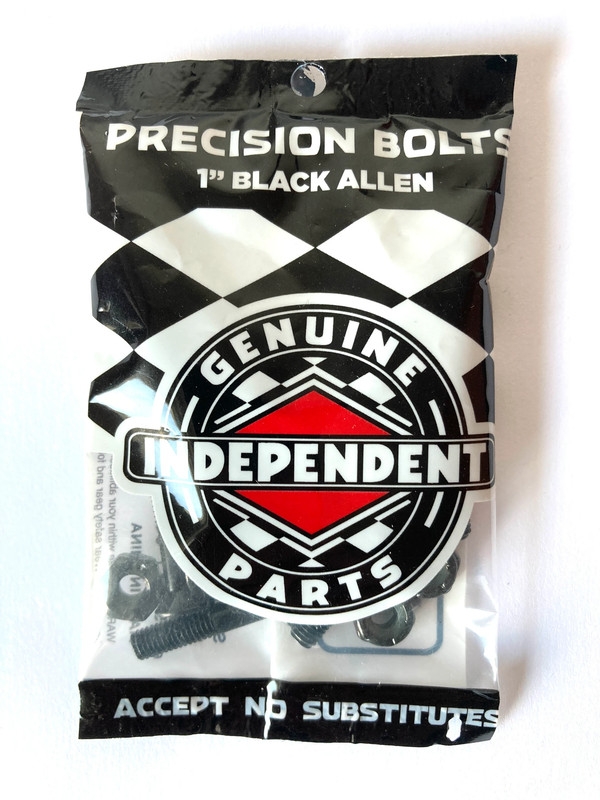 PRECISION BOLTS
1” BLACK ALLEN
GENUINE
INDEPENDENT
PARTS
ACCEPT NO SUBSTITUTES